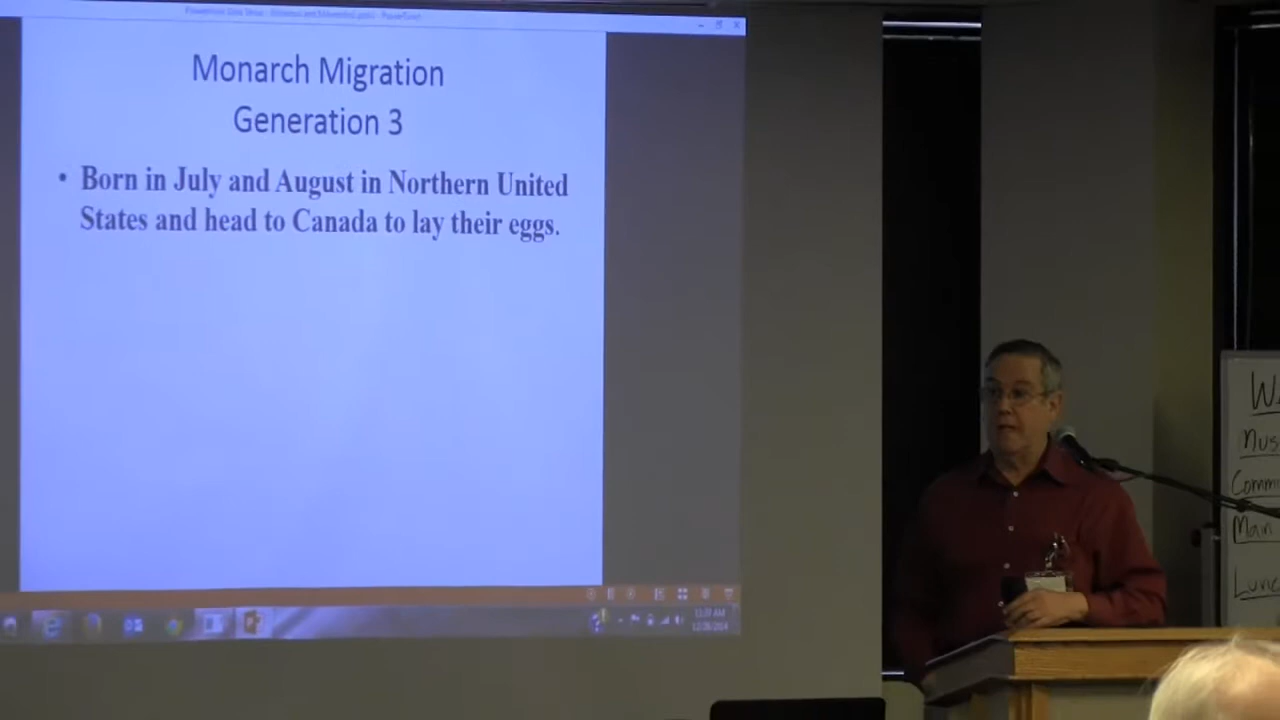 Monarch Migration
Generation 3
• Born in July and August in Northern United
States and head to Canada to lay their eggs.
Main